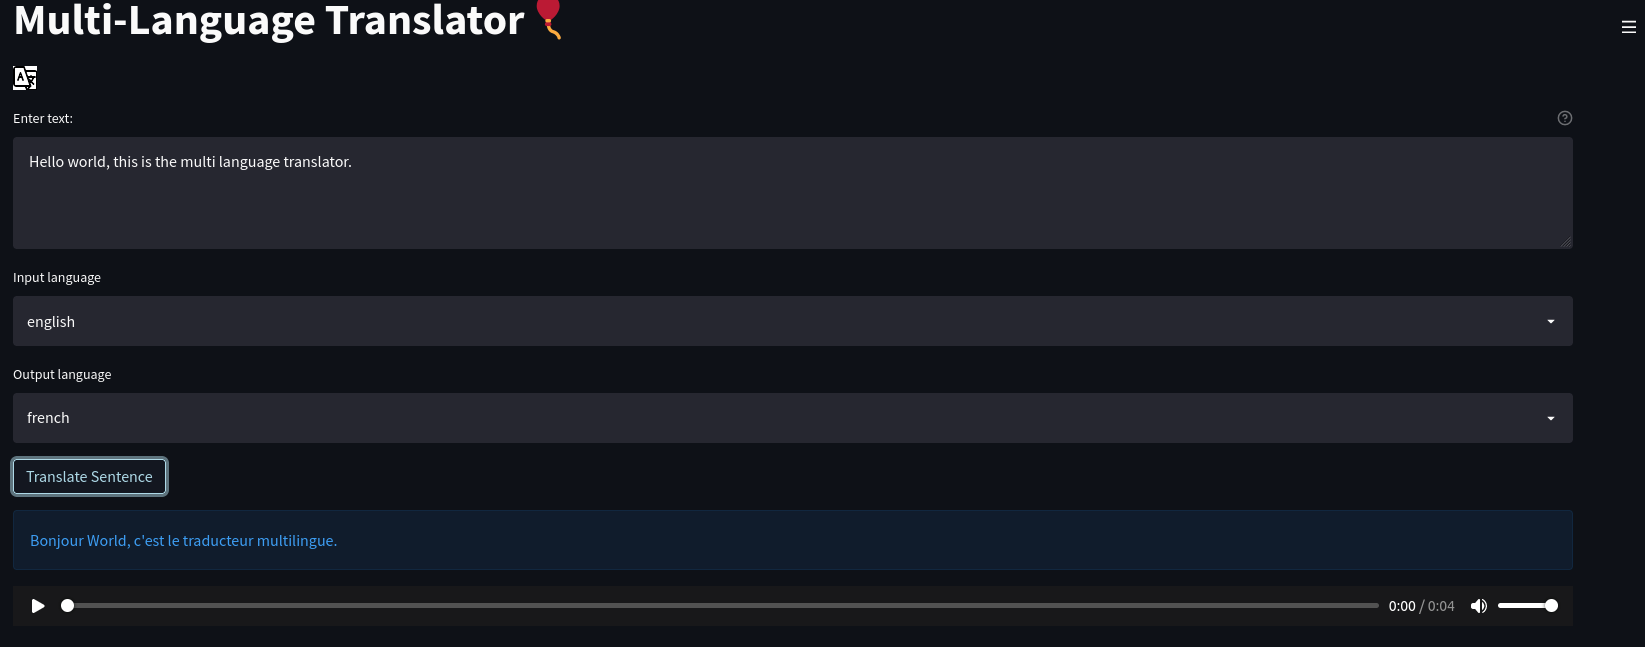 Multi-Language Translator
Enter text:
Hello world, this is the multi language translator.
Input language
english
Output language
french
Translate Sentence
Bonjour World, c'est le traducteur multilingue.
0:00 / 0:04